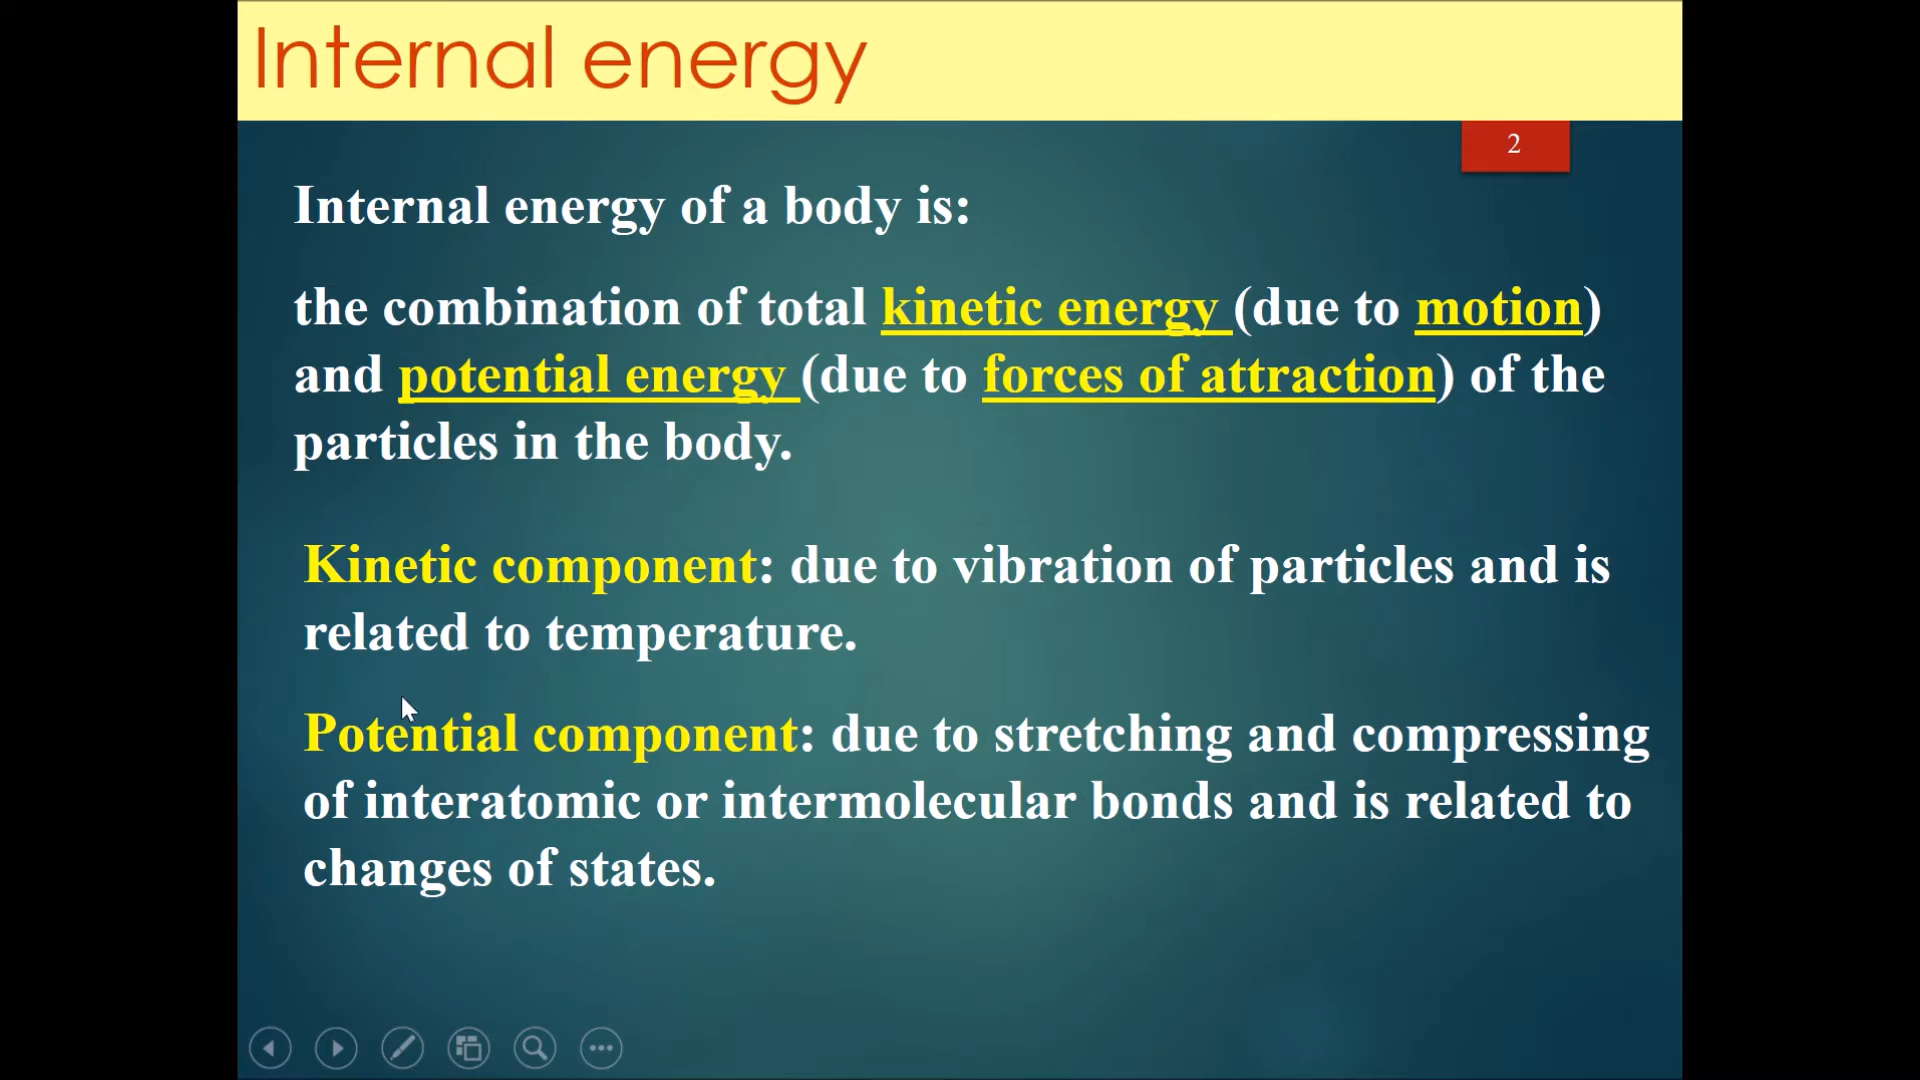 Internal energy
2
Internal energy of a body is:
the combination of total kinetic energy (due to motion)
and potential energy (due to forces of attraction) of the
particles in the body.
Kinetic component: due to vibration of particles and is
related to temperature.
Potential component: due to stretching and compressing
of interatomic or intermolecular bonds and is related to
changes of states.